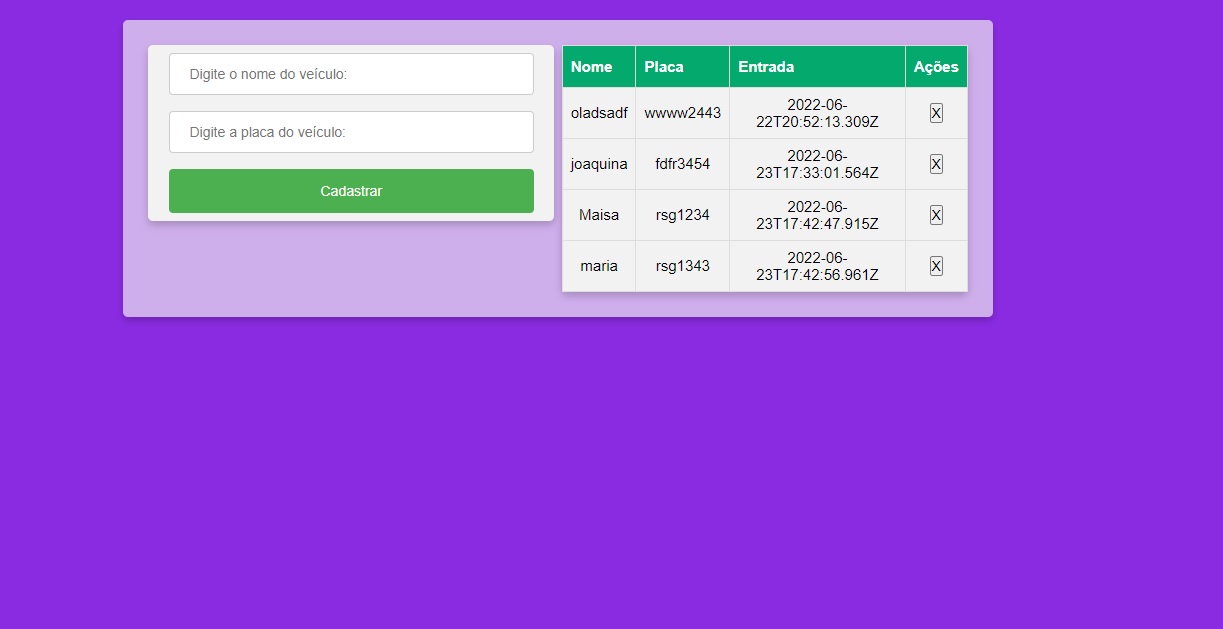 Digite o nome do veículo:
Digite a placa do veículo:
Cadastrar
Nome Placa Entrada Ações
oladsadf wwww2443 2022-06-
22T20:52:13.309Z X
joaquina fdfr3454 2022-06-
23T17:33:01.564Z X
Maisa rsg1234 2022-06-
23T17:42:47.915Z X
maria rsg1343 2022-06-
23T17:42:56.961Z X